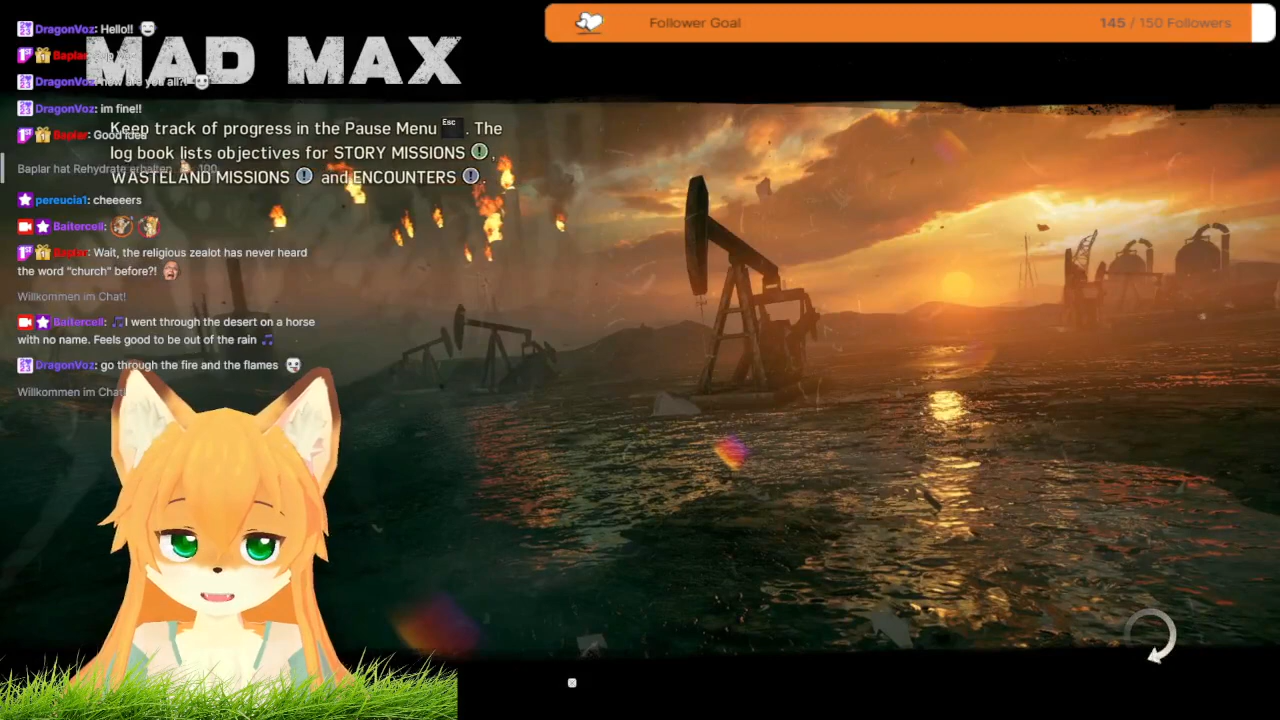 Follower Goal 145 / 150 Followers
MAD MAX
DragonVoz: Hello!!
Baplar:
DragonVoz: how are you all?!
DragonVoz: im fine!!
Baplar: Good idea
Baplar hat Rehydrate erhalten 100
pereucia1: cheeeers
Baitercell:
Baplar: Wait, the religious zealot has never heard
the word "church" before?!
Willkommen im Chat!
Baitercell: I went through the desert on a horse
with no name. Feels good to be out of the rain
DragonVoz: go through the fire and the flames
Willkommen im Chat!
Keep track of progress in the Pause Menu Esc . The
log book lists objectives for STORY MISSIONS ,
WASTELAND MISSIONS and ENCOUNTERS .